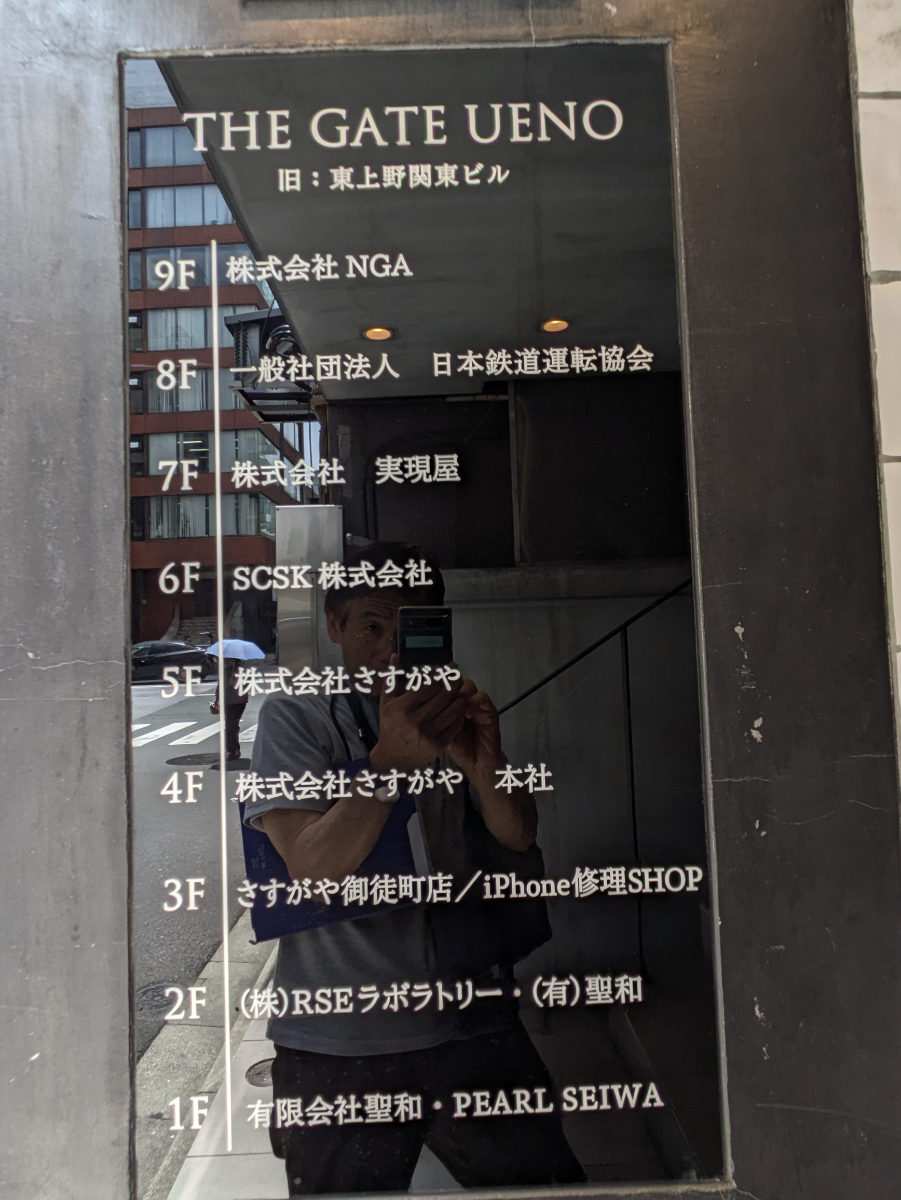 THE GATE UENO
旧：東上野関東ビル
9F 株式会社 NGA
8F 一般社団法人　日本鉄道運転協会
7F 株式会社　実現屋
6F SCSK 株式会社
5F 株式会社さすがや
4F 株式会社さすがや　本社
3F さすがや御徒町店／iPhone修理SHOP
2F （株）RSEラボラトリー・（有）聖和
1F 有限会社聖和・PEARL SEIWA